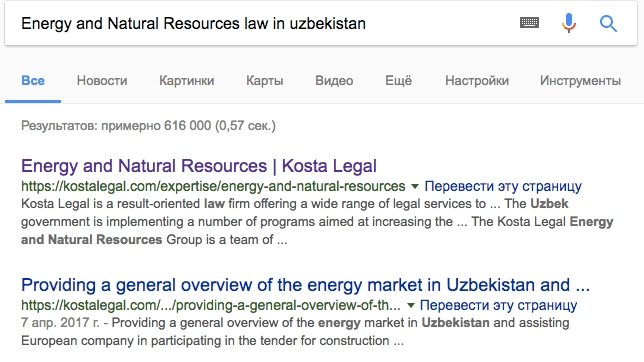 Energy and Natural Resources law in uzbekistan
Все Новости Картинки Карты Видео Ещё Настройки Инструменты
Результатов: примерно 616 000 (0,57 сек.)
Energy and Natural Resources | Kosta Legal
https://kostalegal.com/expertise/energy-and-natural-resources Перевести эту страницу
Kosta Legal is a result-oriented law firm offering a wide range of legal services to ... The Uzbek
government is implementing a number of programs aimed at increasing the ... The Kosta Legal Energy
and Natural Resources Group is a team of ...
Providing a general overview of the energy market in Uzbekistan and ...
https://kostalegal.com/.../providing-a-general-overview-of-th... Перевести эту страницу
7 апр. 2017 г. - Providing a general overview of the energy market in Uzbekistan and assisting
European company in participating in the tender for construction ...